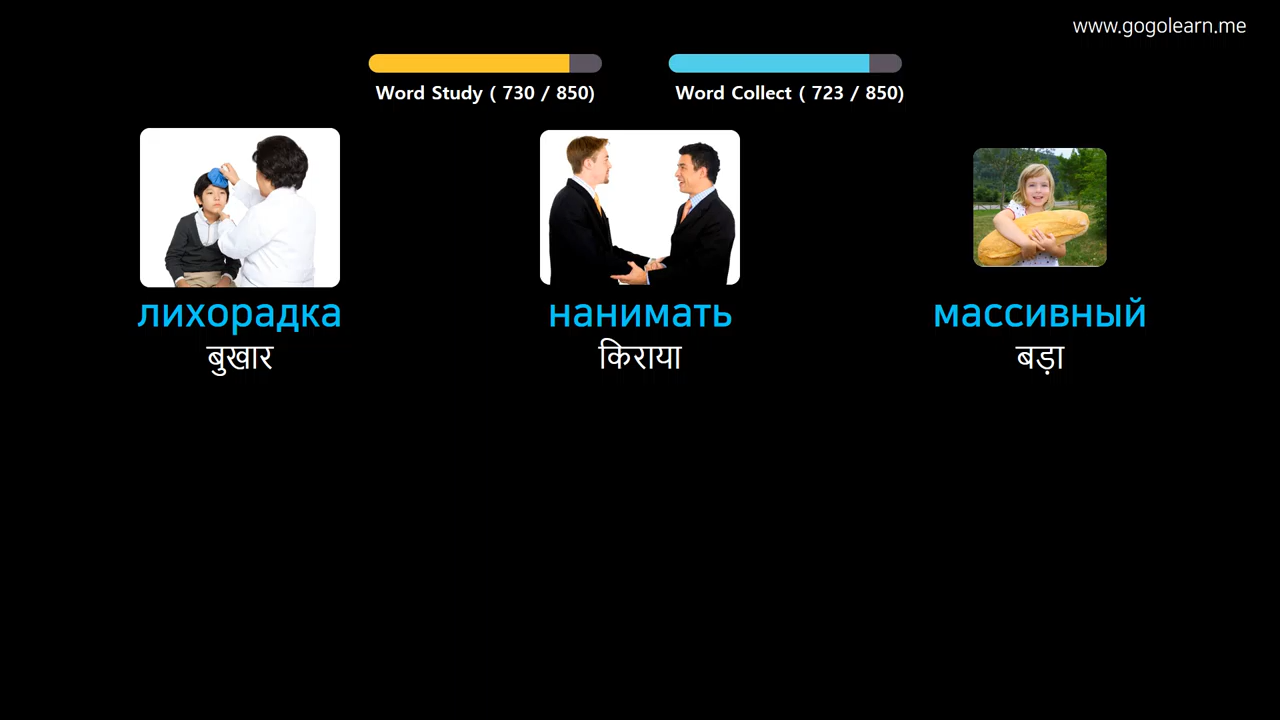 www.gogolearn.me
Word Study ( 730 / 850)
Word Collect ( 723 / 850)
лихорадка
нанимать
массивный
बुखार
किराया
बड़ा